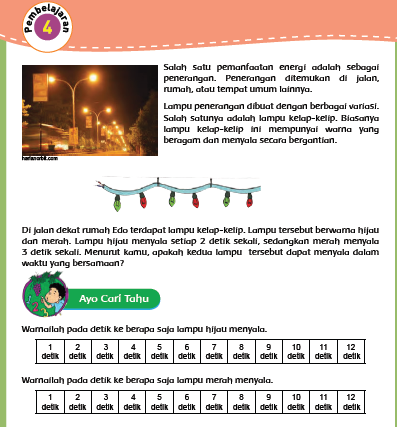 Pembelajaran
4
Salah satu pemanfaatan energi adalah sebagai
penerangan. Penerangan ditemukan di jalan,
rumah, atau tempat umum lainnya.
Lampu penerangan dibuat dengan berbagai variasi.
Salah satunya adalah lampu kelap-kelip. Biasanya
lampu kelap-kelip ini mempunyai warna yang
beragam dan menyala secara bergantian.
harianorbit.com
Di jalan dekat rumah Edo terdapat lampu kelap-kelip. Lampu tersebut berwarna hijau
dan merah. Lampu hijau menyala setiap 2 detik sekali, sedangkan merah menyala
3 detik sekali. Menurut kamu, apakah kedua lampu tersebut dapat menyala dalam
waktu yang bersamaan?
Ayo Cari Tahu
Warnailah pada detik ke berapa saja lampu hijau menyala.
1 2 3 4 5 6 7 8 9 10 11 12
detik detik detik detik detik detik detik detik detik detik detik detik
Warnailah pada detik ke berapa saja lampu merah menyala.
1 2 3 4 5 6 7 8 9 10 11 12
detik detik detik detik detik detik detik detik detik detik detik detik